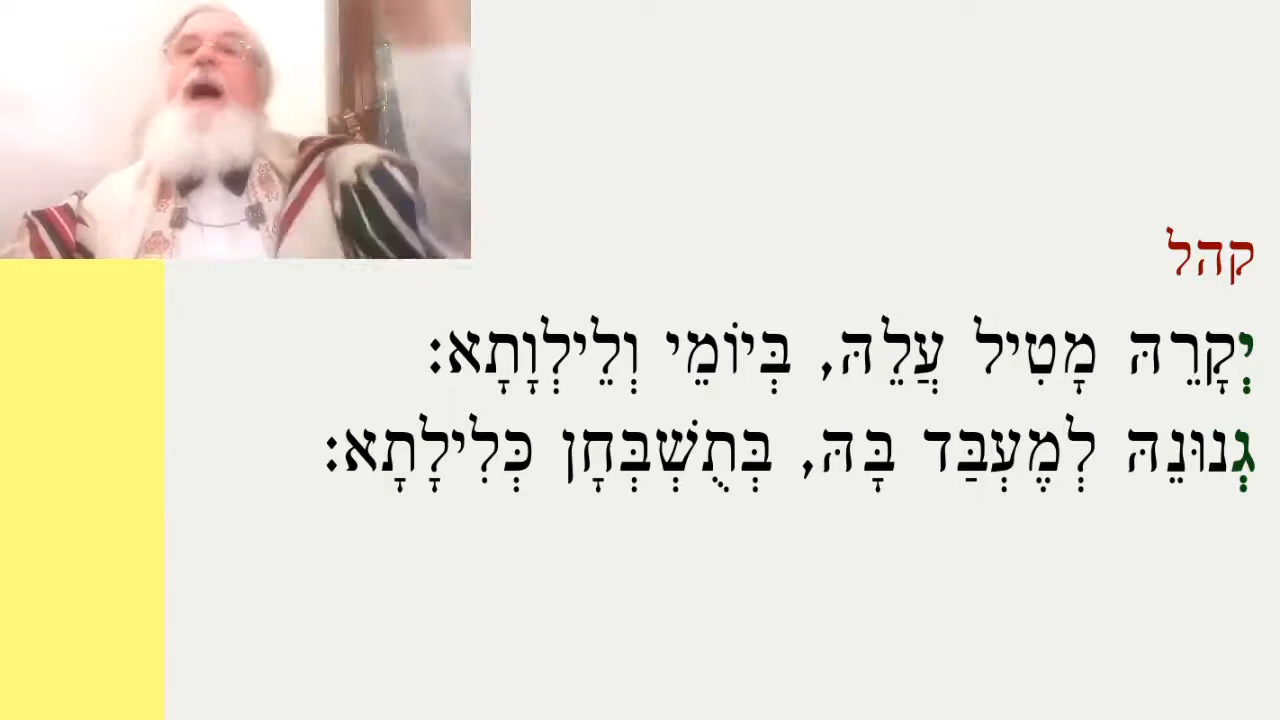 קהל
יְקָרֵהּ מָטִיל עֲלֵהּ, בְּיוֹמֵי וְלֵילְוָתָא:
גְּנוּנֵהּ לְמֶעְבַּד בָּהּ, בְּתֻשְׁבְּחָן כְּלִילָתָא: